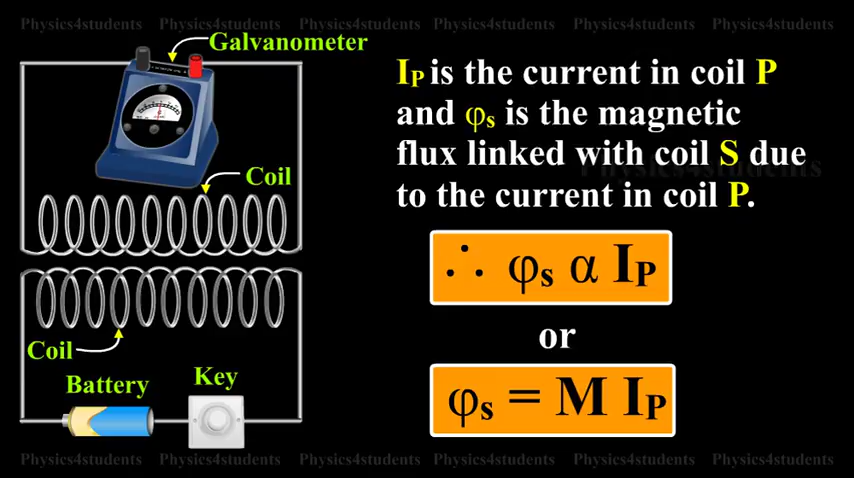 Physics4students Physics4students Physics4students Physics4students Physics4students Physics4students
Galvanometer
Coil
Coil
Battery
Key
IP is the current in coil P
and φs is the magnetic
flux linked with coil S due
to the current in coil P.
Physics4students
∴ φs α IP
or
φs = M IP
Physics4students Physics4students Physics4students Physics4students Physics4students Physics4students